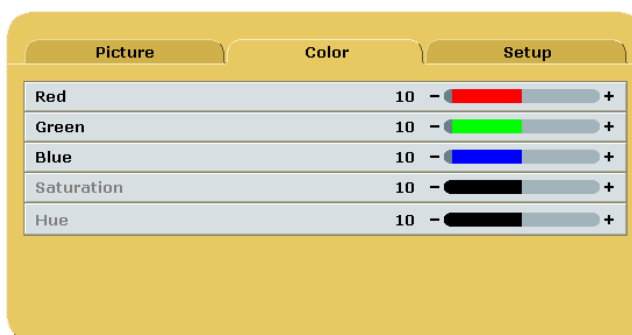 Picture Color Setup
Red 10 - +
Green 10 - +
Blue 10 - +
Saturation 10 - +
Hue 10 - +